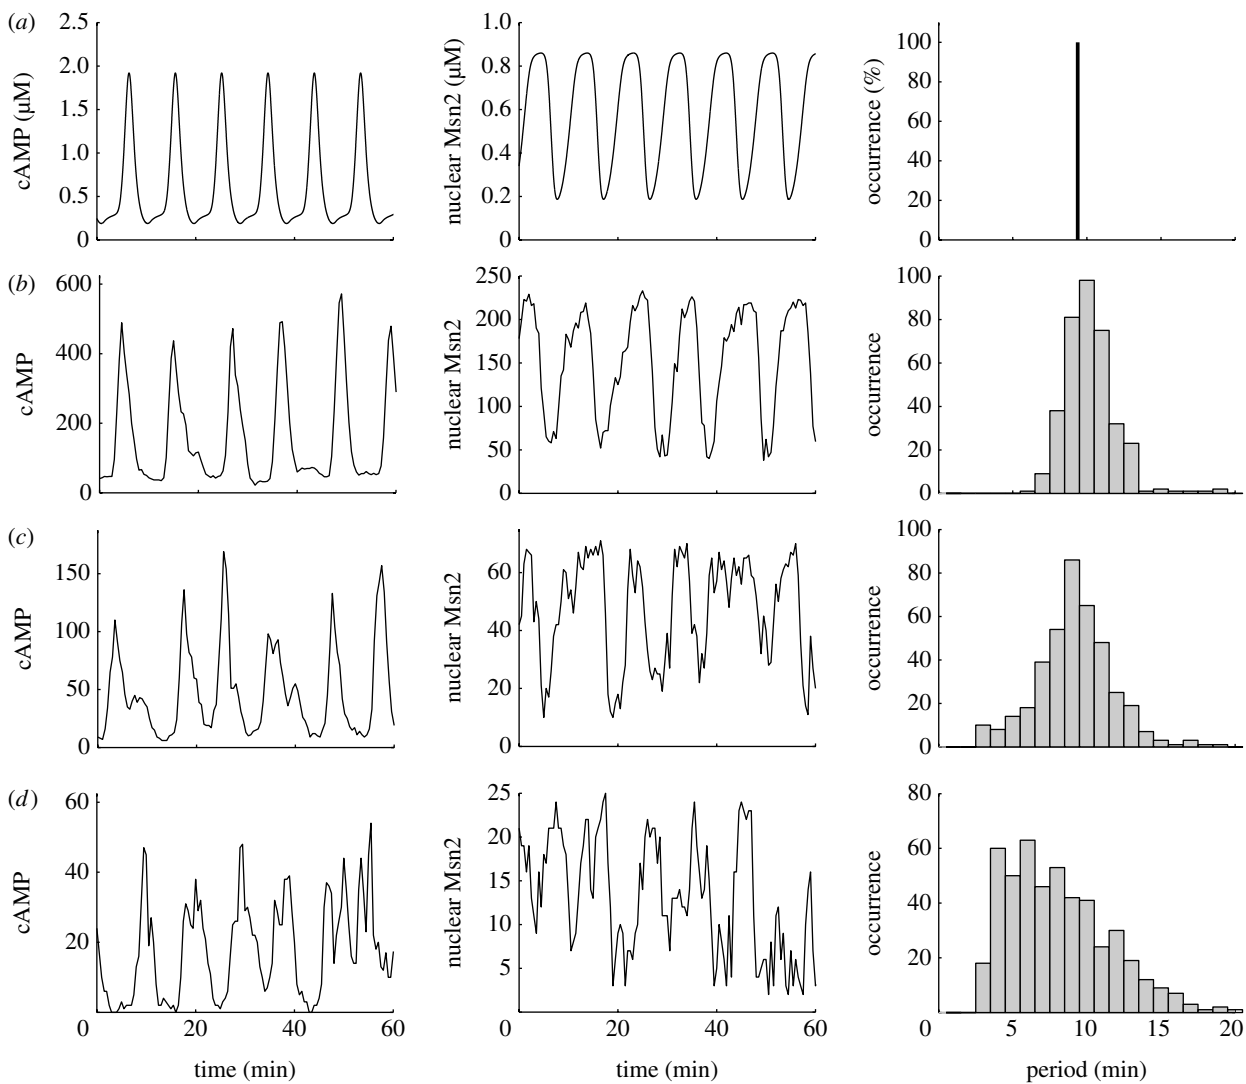 (a)
2.5
2.0
1.5
1.0
0.5
0
cAMP (µM)
1.0
0.8
0.6
0.4
0.2
0
nuclear Msn2 (µM)
100
80
60
40
20
0
occurrence (%)
(b)
600
400
200
0
cAMP
250
200
150
100
50
0
nuclear Msn2
100
80
60
40
20
0
occurrence
(c)
150
100
50
0
cAMP
60
40
20
0
nuclear Msn2
100
80
60
40
20
0
occurrence
(d)
60
40
20
0 20 40 60
cAMP
time (min)
25
20
15
10
5
0 20 40 60
nuclear Msn2
time (min)
80
60
40
20
0 5 10 15 20
occurrence
period (min)